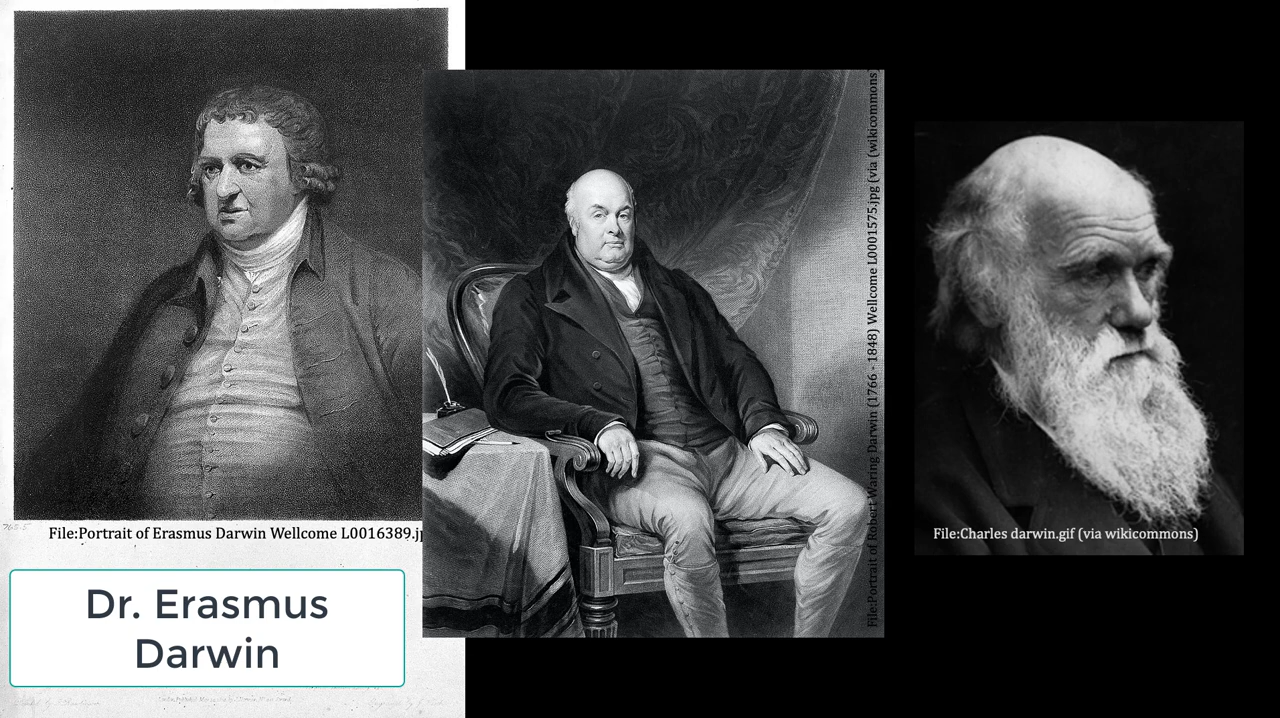 File:Portrait of Erasmus Darwin Wellcome L0016389.j
Dr. Erasmus
Darwin
File:Portrait of Robert Waring Darwin (1766 - 1848) Wellcome L0001575.jpg (via (wikicommons)
File:Charles darwin.gif (via wikicommons)